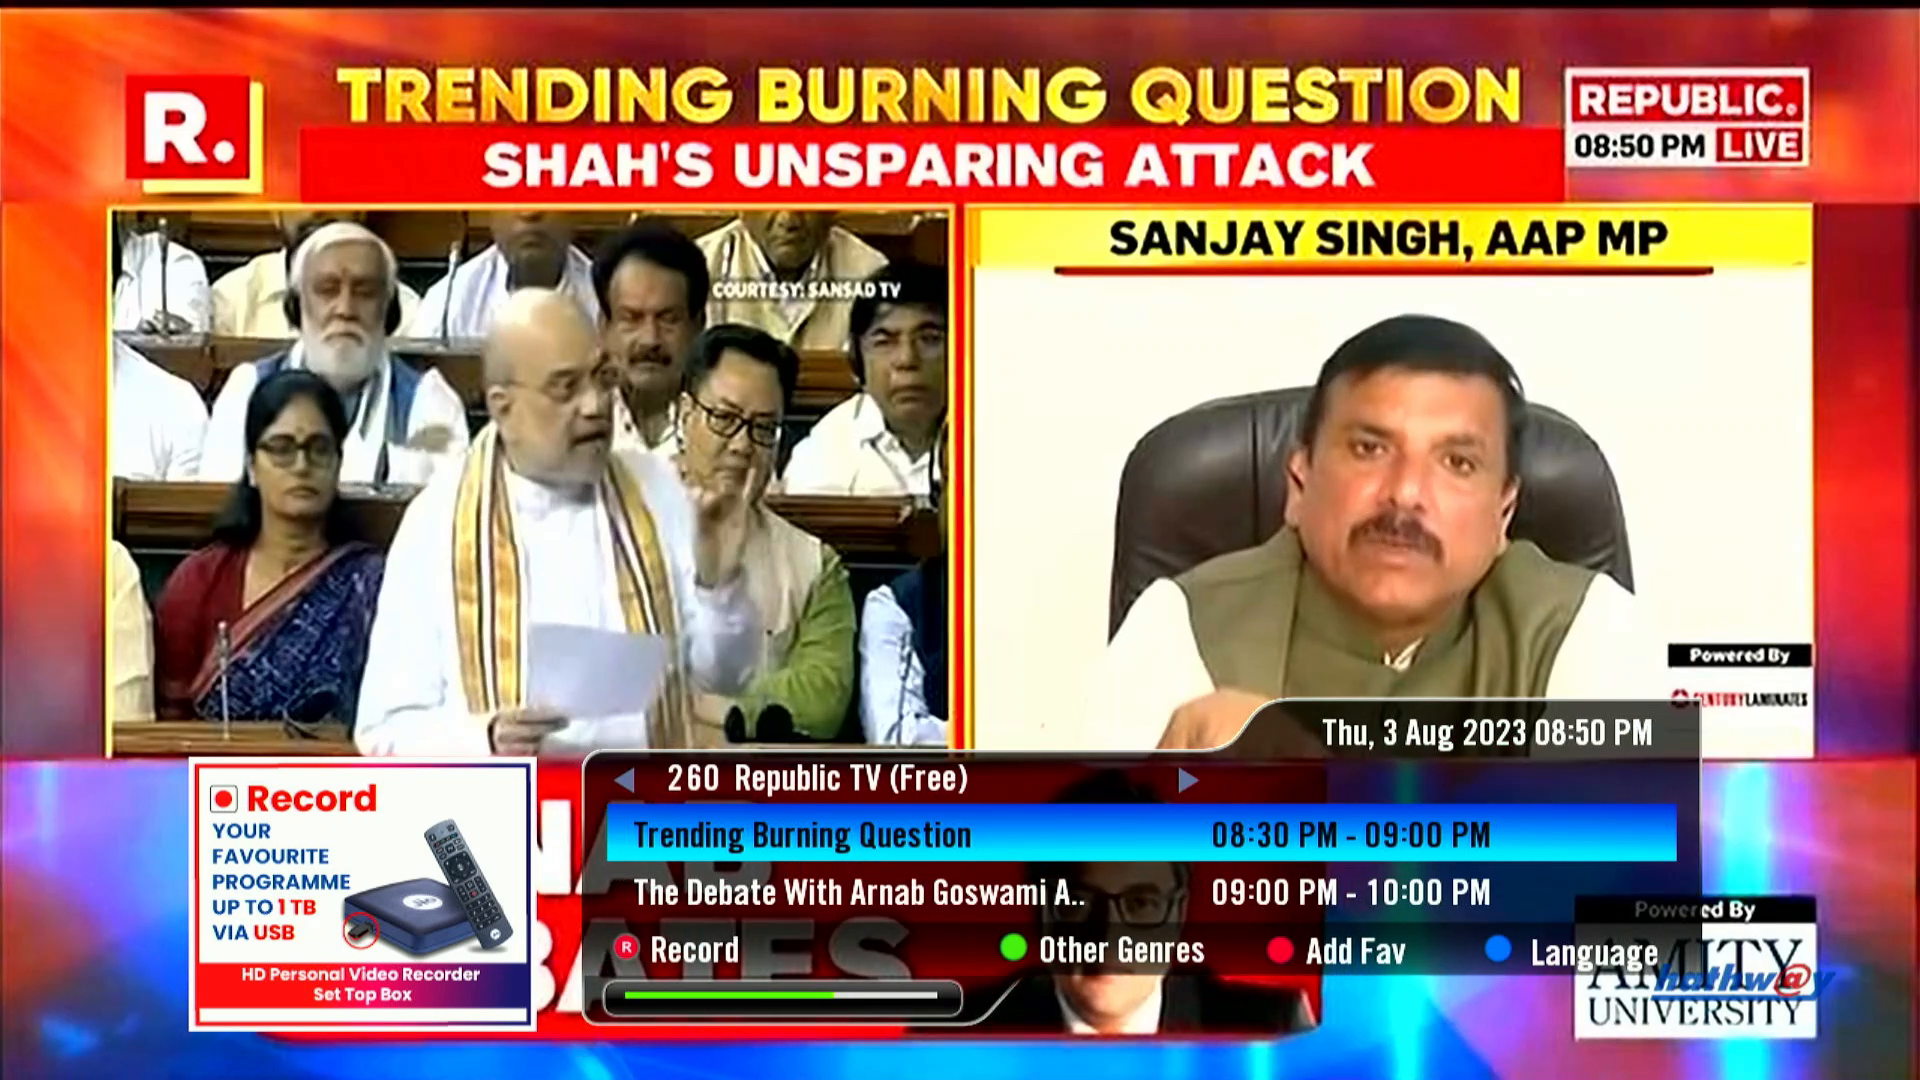 R.
TRENDING BURNING QUESTION
SHAH'S UNSPARING ATTACK
REPUBLIC.
08:50 PM LIVE
COURTESY: SANSAD TV
SANJAY SINGH, AAP MP
Powered By
CENTURYLAMINATES
Thu, 3 Aug 2023 08:50 PM
260 Republic TV (Free)
Trending Burning Question 08:30 PM - 09:00 PM
The Debate With Arnab Goswami A.. 09:00 PM - 10:00 PM
R Record Other Genres Add Fav Language
Record
YOUR
FAVOURITE
PROGRAMME
UP TO 1 TB
VIA USB
Jio
HD Personal Video Recorder
Set Top Box
Powered By
AMITY
hathw@y
UNIVERSITY